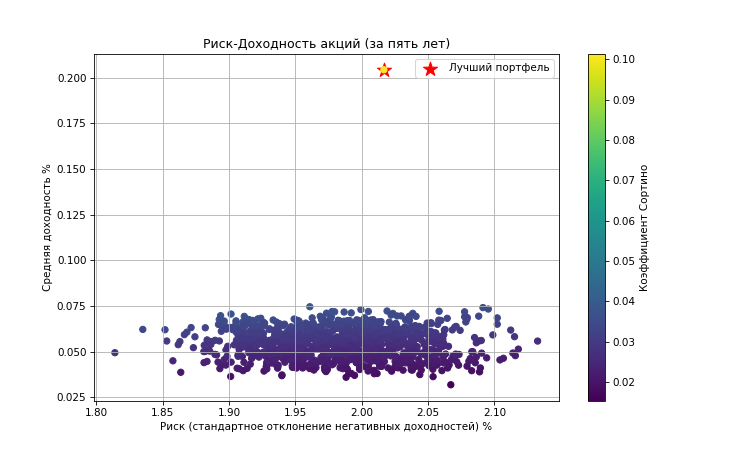 Риск-Доходность акций (за пять лет)
Лучший портфель
0.200
0.175
0.150
0.125
0.100
0.075
0.050
0.025
Средняя доходность %
1.80 1.85 1.90 1.95 2.00 2.05 2.10
Риск (стандартное отклонение негативных доходностей) %
0.10
0.09
0.08
0.07
0.06
0.05
0.04
0.03
0.02
Коэффициент Сортино